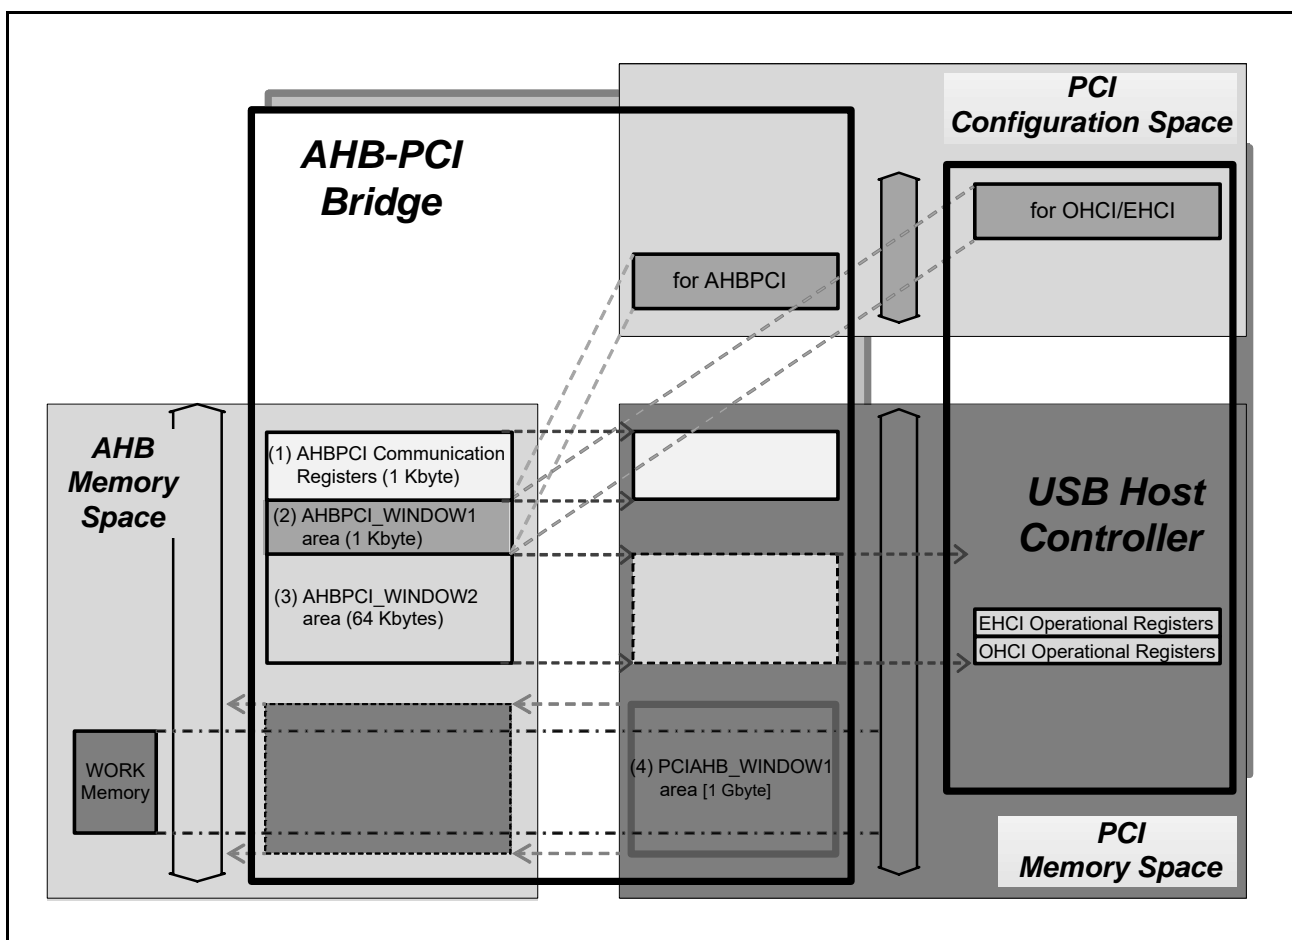 PCI
Configuration Space
AHB-PCI
Bridge
for OHCI/EHCI
for AHBPCI
AHB
Memory
Space
(1) AHBPCI Communication
Registers (1 Kbyte)
(2) AHBPCI_WINDOW1
area (1 Kbyte)
(3) AHBPCI_WINDOW2
area (64 Kbytes)
USB Host
Controller
EHCI Operational Registers
OHCI Operational Registers
WORK
Memory
(4) PCIAHB_WINDOW1
area [1 Gbyte]
PCI
Memory Space